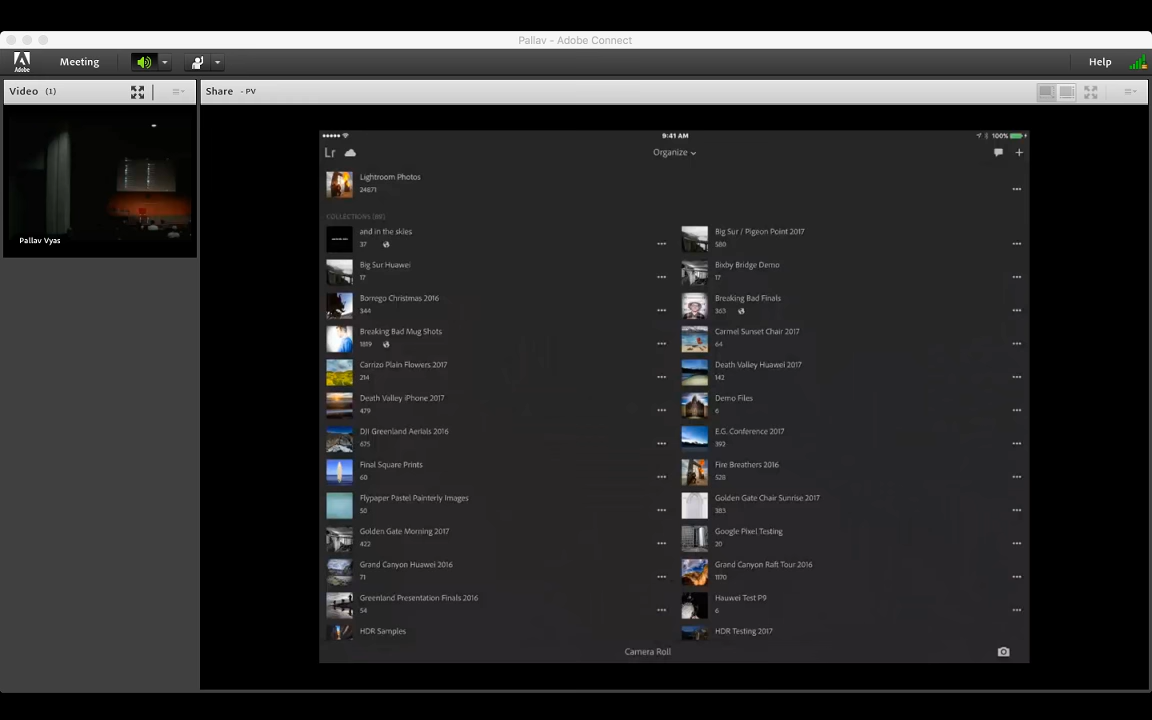 Pallav - Adobe Connect
Adobe
Meeting
Help
Video (1)
Share - PV
Pallav Vyas
9:41 AM
100%
Lr
Organize
Lightroom Photos
24871
and in the skies
37
Big Sur / Pigeon Point 2017
580
Big Sur Huawei
17
Bixby Bridge Demo
17
Borrego Christmas 2016
344
Breaking Bad Finals
363
Breaking Bad Mug Shots
1819
Carmel Sunset Chair 2017
64
Carrizo Plain Flowers 2017
214
Death Valley Huawei 2017
142
Death Valley iPhone 2017
479
Demo Files
6
DJI Greenland Aerials 2016
675
E.G. Conference 2017
392
Final Square Prints
60
Fire Breathers 2016
528
Flypaper Pastel Painterly Images
50
Golden Gate Chair Sunrise 2017
383
Golden Gate Morning 2017
422
Google Pixel Testing
20
Grand Canyon Huawei 2016
71
Grand Canyon Raft Tour 2016
1170
Greenland Presentation Finals 2016
54
Hauwei Test P9
6
HDR Samples
HDR Testing 2017
Camera Roll